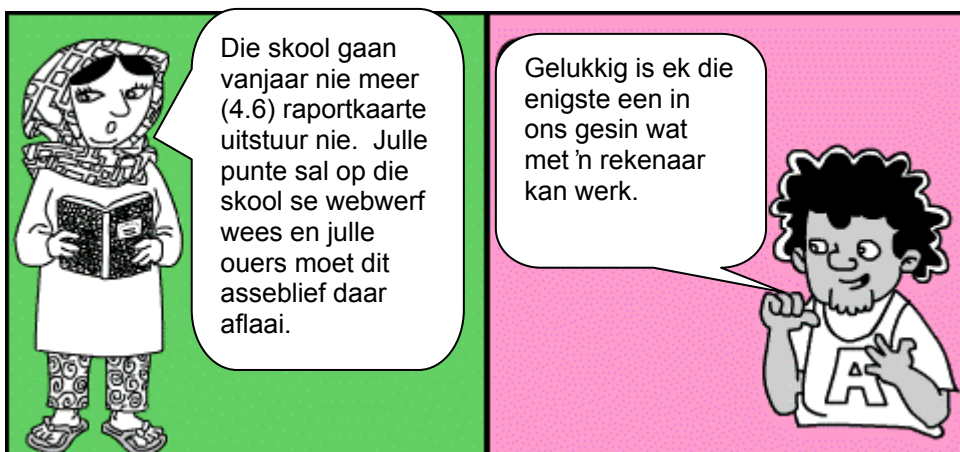 Die skool gaan
vanjaar nie meer
(4.6) raportkaarte
uitstuur nie. Julle
punte sal op die
skool se webwerf
wees en julle
ouers moet dit
asseblief daar
aflaai.
Gelukkig is ek die
enigste een in
ons gesin wat
met 'n rekenaar
kan werk.
A